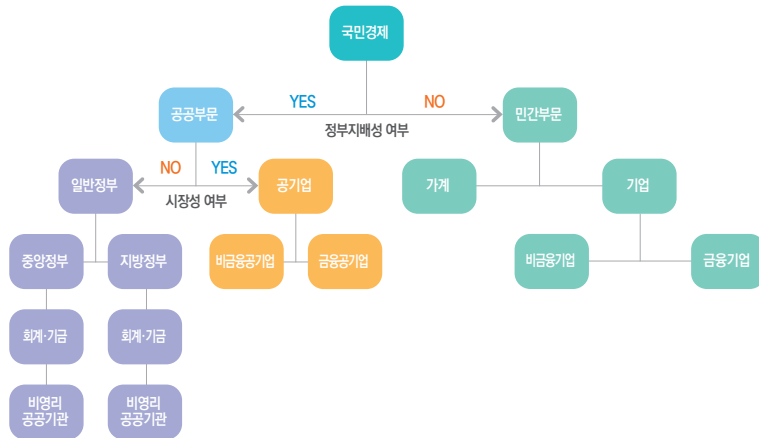 국민경제
YES
NO
공공부문
민간부문
정부지배성 여부
NO
YES
일반정부
공기업
가계
기업
시장성 여부
중앙정부
지방정부
비금융공기업
금융공기업
비금융기업
금융기업
회계·기금
회계·기금
비영리
공공기관
비영리
공공기관